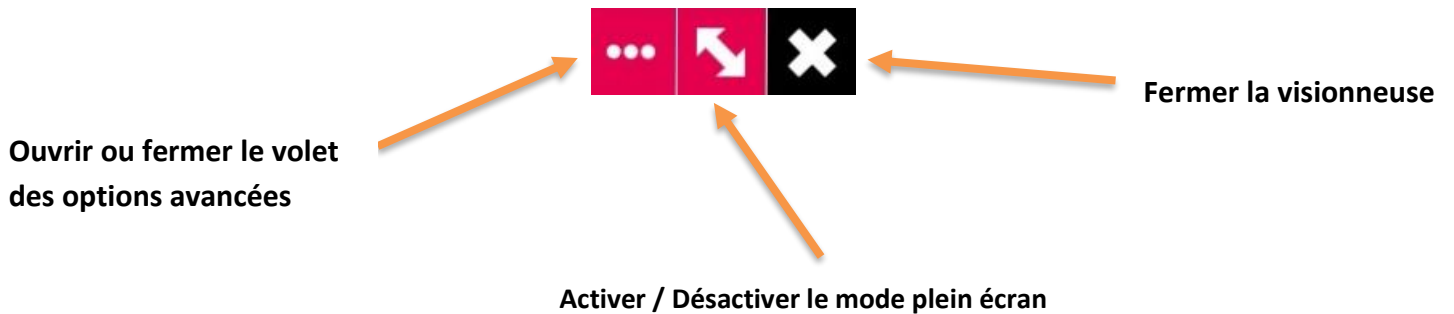 Fermer la visionneuse
Ouvrir ou fermer le volet
des options avancées
Activer / Désactiver le mode plein écran